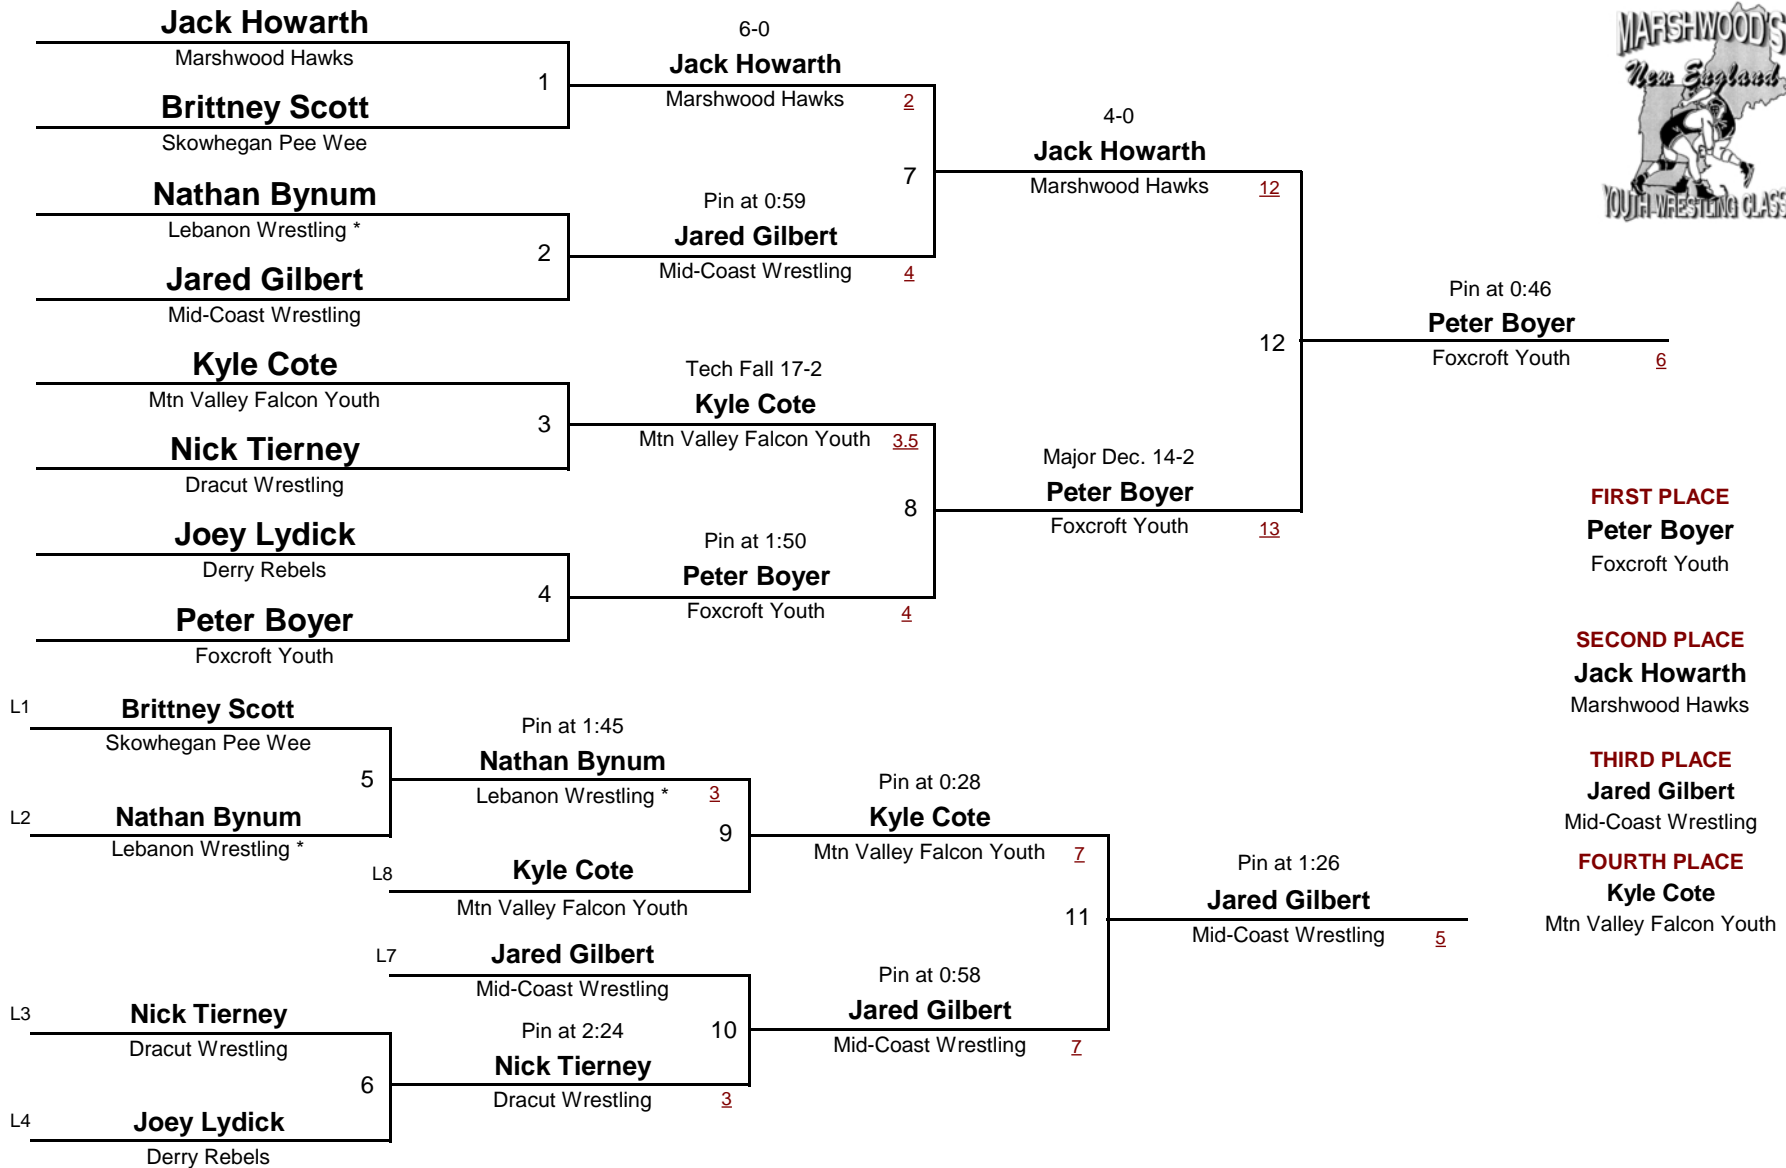 MARSHWOOD'S
New England
YOUTH WRESTLING CLASS
Jack Howarth
Marshwood Hawks
1
Brittney Scott
Skowhegan Pee Wee
6-0
Jack Howarth
Marshwood Hawks 2
Nathan Bynum
Lebanon Wrestling *
2
Jared Gilbert
Mid-Coast Wrestling
Pin at 0:59
Jared Gilbert
Mid-Coast Wrestling 4
7
4-0
Jack Howarth
Marshwood Hawks 12
Kyle Cote
Mtn Valley Falcon Youth
3
Nick Tierney
Dracut Wrestling
Tech Fall 17-2
Kyle Cote
Mtn Valley Falcon Youth 3.5
Joey Lydick
Derry Rebels
4
Peter Boyer
Foxcroft Youth
Pin at 1:50
Peter Boyer
Foxcroft Youth 4
8
Major Dec. 14-2
Peter Boyer
Foxcroft Youth 13
12
Pin at 0:46
Peter Boyer
Foxcroft Youth 6
L1 Brittney Scott
Skowhegan Pee Wee
5
L2 Nathan Bynum
Lebanon Wrestling *
Pin at 1:45
Nathan Bynum
Lebanon Wrestling * 3
9
L8 Kyle Cote
Mtn Valley Falcon Youth
Pin at 0:28
Kyle Cote
Mtn Valley Falcon Youth 7
L7 Jared Gilbert
Mid-Coast Wrestling
10
L3 Nick Tierney
Dracut Wrestling
6
L4 Joey Lydick
Derry Rebels
Pin at 2:24
Nick Tierney
Dracut Wrestling 3
Pin at 0:58
Jared Gilbert
Mid-Coast Wrestling 7
11
Pin at 1:26
Jared Gilbert
Mid-Coast Wrestling 5
FIRST PLACE
Peter Boyer
Foxcroft Youth
SECOND PLACE
Jack Howarth
Marshwood Hawks
THIRD PLACE
Jared Gilbert
Mid-Coast Wrestling
FOURTH PLACE
Kyle Cote
Mtn Valley Falcon Youth